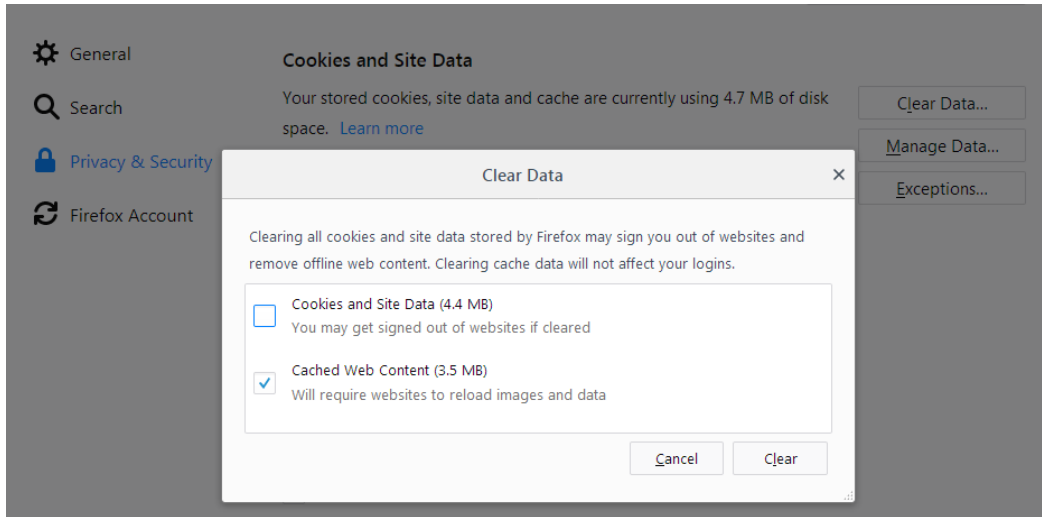 General
Search
Privacy & Security
Firefox Account
Cookies and Site Data
Your stored cookies, site data and cache are currently using 4.7 MB of disk
space. Learn more
Clear Data...
Manage Data...
Exceptions...
Clear Data
Clearing all cookies and site data stored by Firefox may sign you out of websites and
remove offline web content. Clearing cache data will not affect your logins.
Cookies and Site Data (4.4 MB)
You may get signed out of websites if cleared
Cached Web Content (3.5 MB)
Will require websites to reload images and data
Cancel
Clear